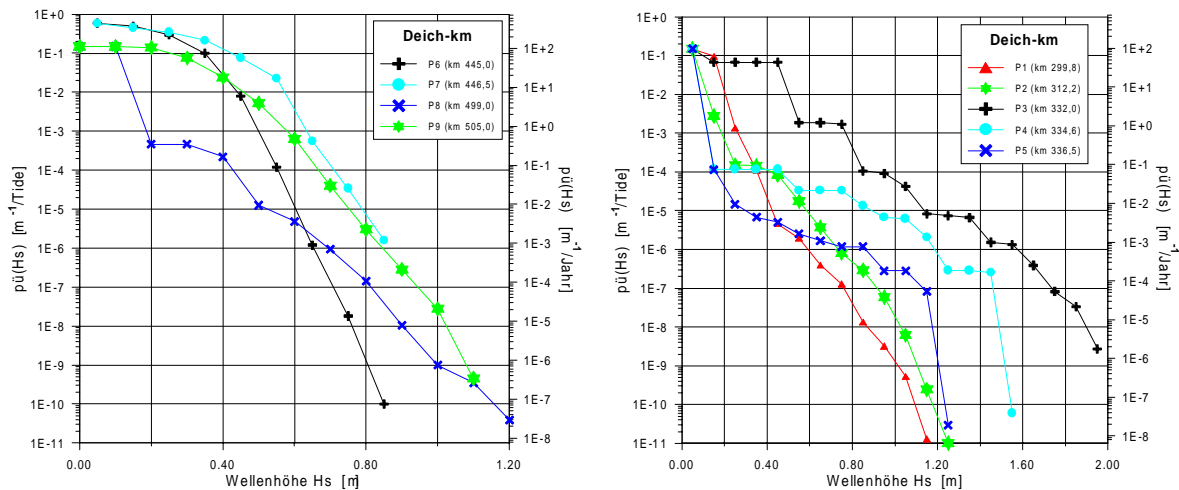 Deich-km
P6 (km 445,0)
P7 (km 446,5)
P8 (km 499,0)
P9 (km 505,0)
1E+0
1E-1
1E-2
1E-3
1E-4
1E-5
1E-6
1E-7
1E-8
1E-9
1E-10
1E-11
pü(Hs) [m⁻¹/Tide]
1E+2
1E+1
1E+0
1E-1
1E-2
1E-3
1E-4
1E-5
1E-6
1E-7
1E-8
pü(Hs) [m⁻¹/Jahr]
0.00 0.40 0.80 1.20
Wellenhöhe Hs [m]
Deich-km
P1 (km 299,8)
P2 (km 312,2)
P3 (km 332,0)
P4 (km 334,6)
P5 (km 336,5)
1E+0
1E-1
1E-2
1E-3
1E-4
1E-5
1E-6
1E-7
1E-8
1E-9
1E-10
1E-11
pü(Hs) [m⁻¹/Tide]
1E+2
1E+1
1E+0
1E-1
1E-2
1E-3
1E-4
1E-5
1E-6
1E-7
1E-8
pü(Hs) [m⁻¹/Jahr]
0.00 0.40 0.80 1.20 1.60 2.00
Wellenhöhe Hs [m]